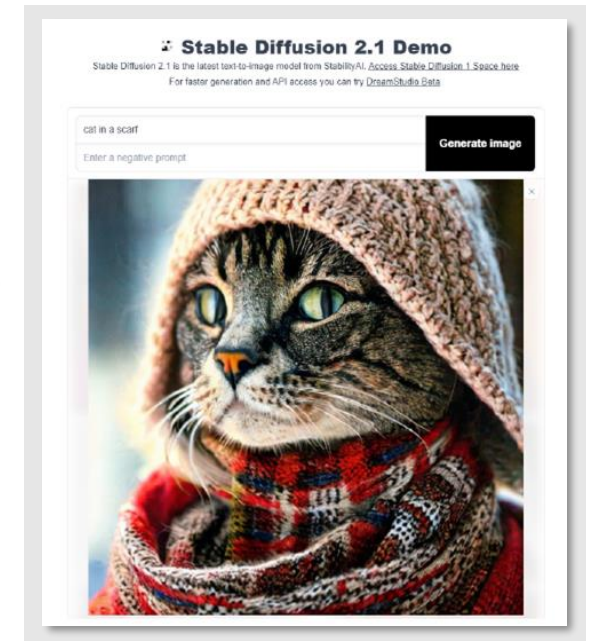 Stable Diffusion 2.1 Demo
Stable Diffusion 2.1 is the latest text-to-image model from StabilityAI. Access Stable Diffusion 1 Space here
For faster generation and API access you can try DreamStudio Beta
cat in a scarf
Enter a negative prompt
Generate image